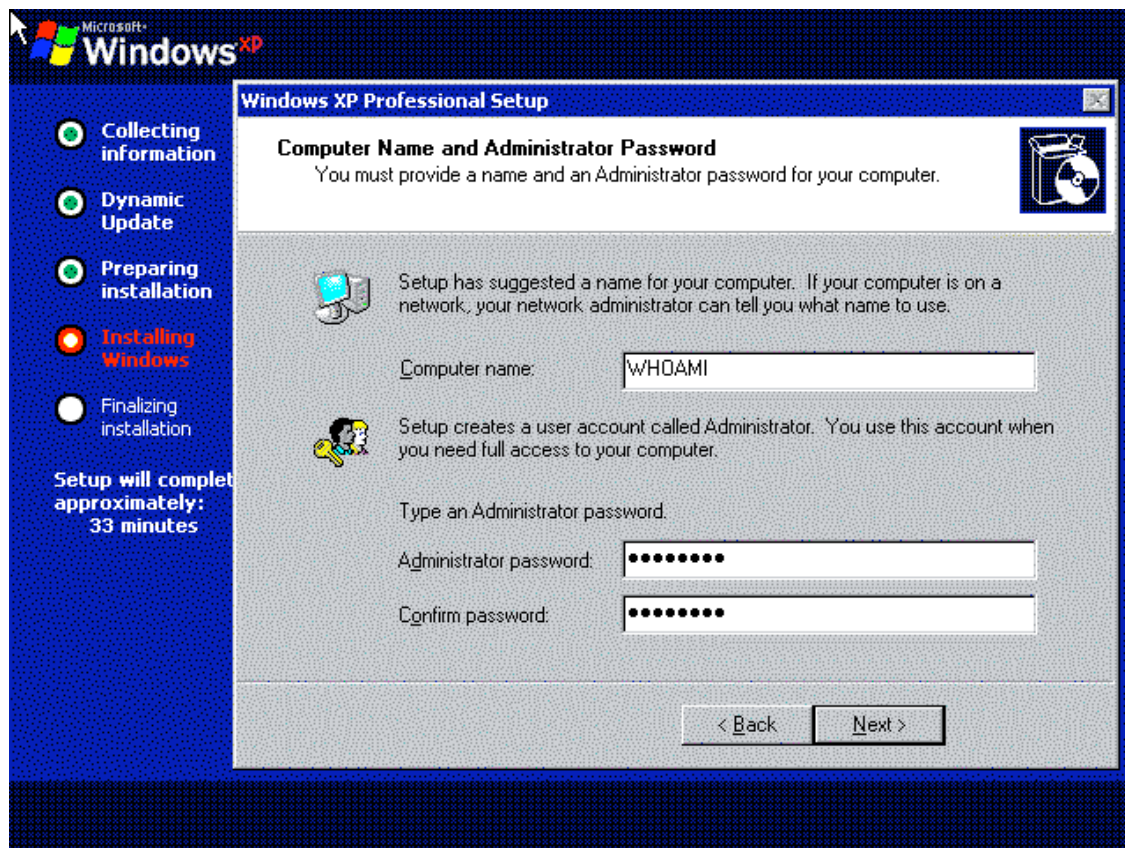 Microsoft
Windows xp
Windows XP Professional Setup
Collecting
information
Dynamic
Update
Preparing
installation
Installing
Windows
Finalizing
installation
Setup will complet
approximately:
33 minutes
Computer Name and Administrator Password
You must provide a name and an Administrator password for your computer.
Setup has suggested a name for your computer.  If your computer is on a
network, your network administrator can tell you what name to use.
Computer name: WHOAMI
Setup creates a user account called Administrator.  You use this account when
you need full access to your computer.
Type an Administrator password.
Administrator password: ●●●●●●●●
Confirm password: ●●●●●●●●
< Back Next >